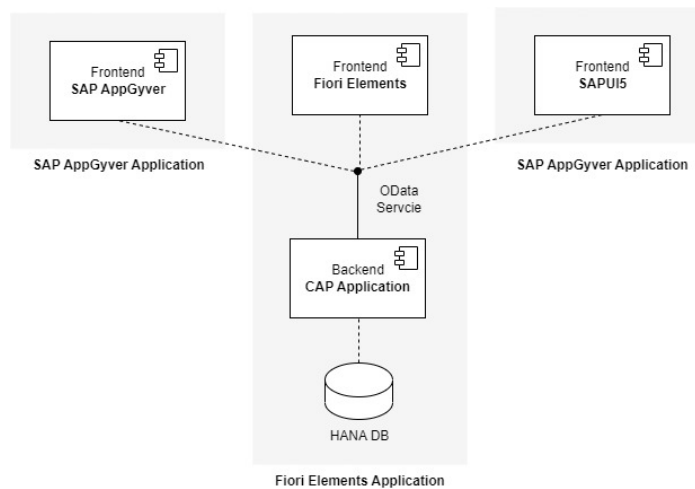 Frontend
SAP AppGyver
Frontend
Fiori Elements
Frontend
SAPUI5
SAP AppGyver Application
SAP AppGyver Application
OData
Servcie
Backend
CAP Application
HANA DB
Fiori Elements Application